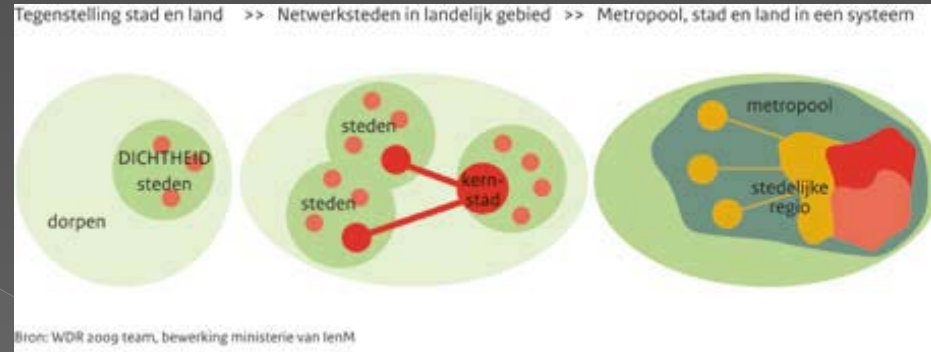 Tegenstelling stad en land >> Netwerksteden in landelijk gebied >> Metropool, stad en land in een systeem
DICHTHEID
steden
dorpen
steden
steden
kern-
stad
metropool
stedelijke
regio
Bron: WDR 2009 team, bewerking ministerie van IenM